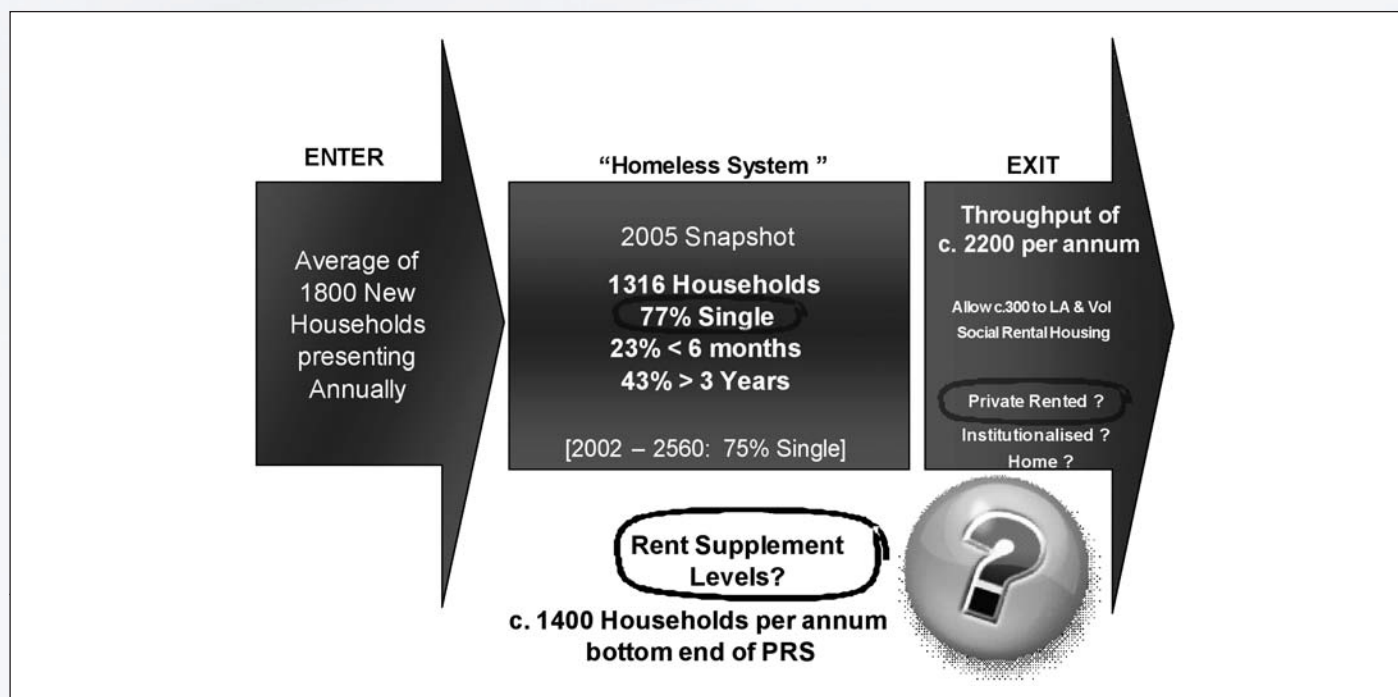 ENTER
Average of
1800 New
Households
presenting
Annually
“Homeless System ”
2005 Snapshot
1316 Households
77% Single
23% < 6 months
43% > 3 Years
[2002 – 2560: 75% Single]
EXIT
Throughput of
c. 2200 per annum
Allow c.300 to LA & Vol
Social Rental Housing
Private Rented ?
Institutionalised ?
Home ?
Rent Supplement
Levels?
c. 1400 Households per annum
bottom end of PRS
?